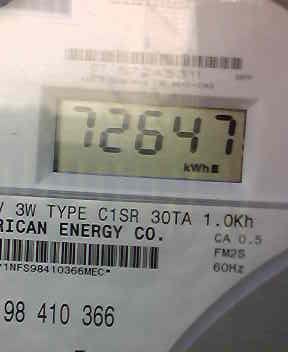 72647
kWh
V 3W TYPE C1SR 30TA 1.0Kh
RICAN ENERGY CO.
CA 0.5
FM2S
60Hz
*1NFS98410366MEC*
98 410 366